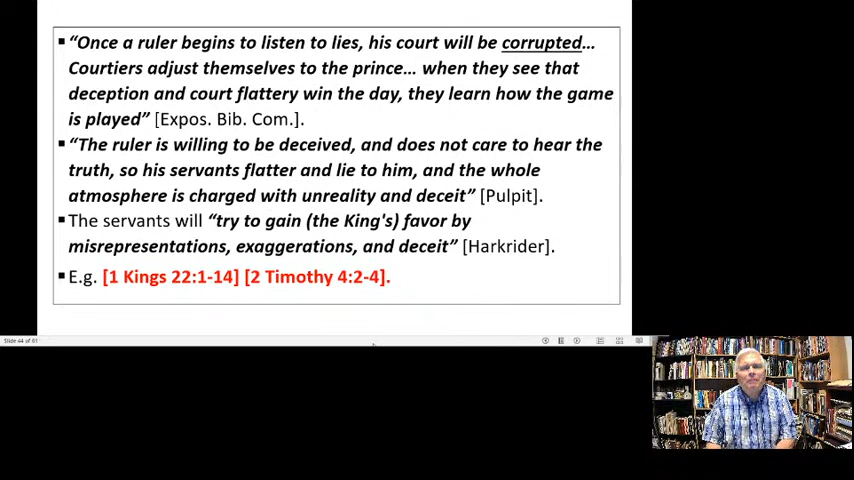 ▪ “Once a ruler begins to listen to lies, his court will be corrupted…
Courtiers adjust themselves to the prince… when they see that
deception and court flattery win the day, they learn how the game
is played” [Expos. Bib. Com.].
▪ “The ruler is willing to be deceived, and does not care to hear the
truth, so his servants flatter and lie to him, and the whole
atmosphere is charged with unreality and deceit” [Pulpit].
▪ The servants will “try to gain (the King's) favor by
misrepresentations, exaggerations, and deceit” [Harkrider].
▪ E.g. [1 Kings 22:1-14] [2 Timothy 4:2-4].
Slide 44 of 61